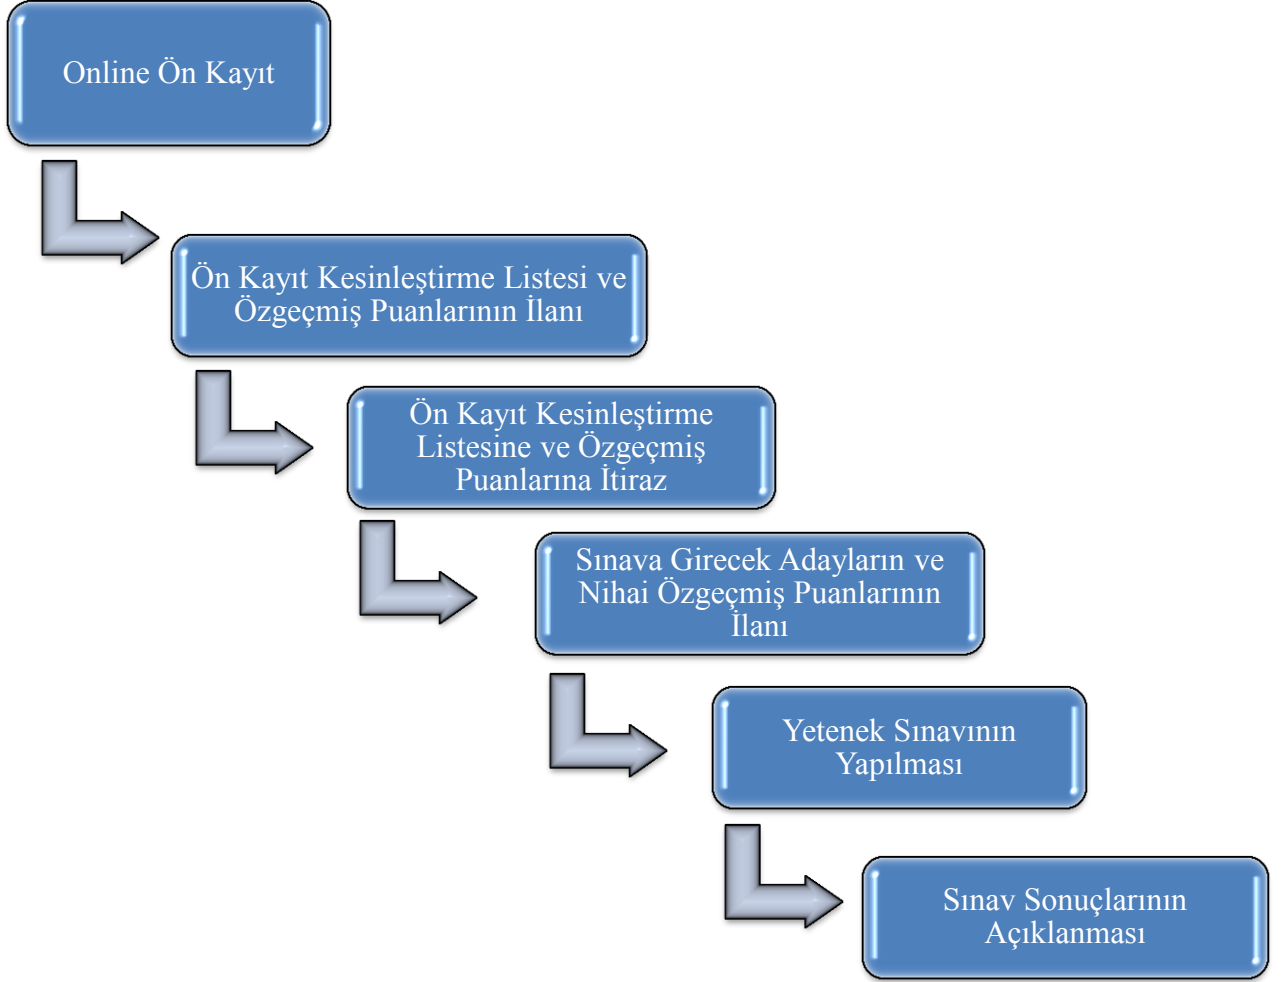 Online Ön Kayıt
Ön Kayıt Kesinleştirme Listesi ve
Özgeçmiş Puanlarının İlanı
Ön Kayıt Kesinleştirme
Listesine ve Özgeçmiş
Puanlarına İtiraz
Sınava Girecek Adayların ve
Nihai Özgeçmiş Puanlarının
İlanı
Yetenek Sınavının
Yapılması
Sınav Sonuçlarının
Açıklanması